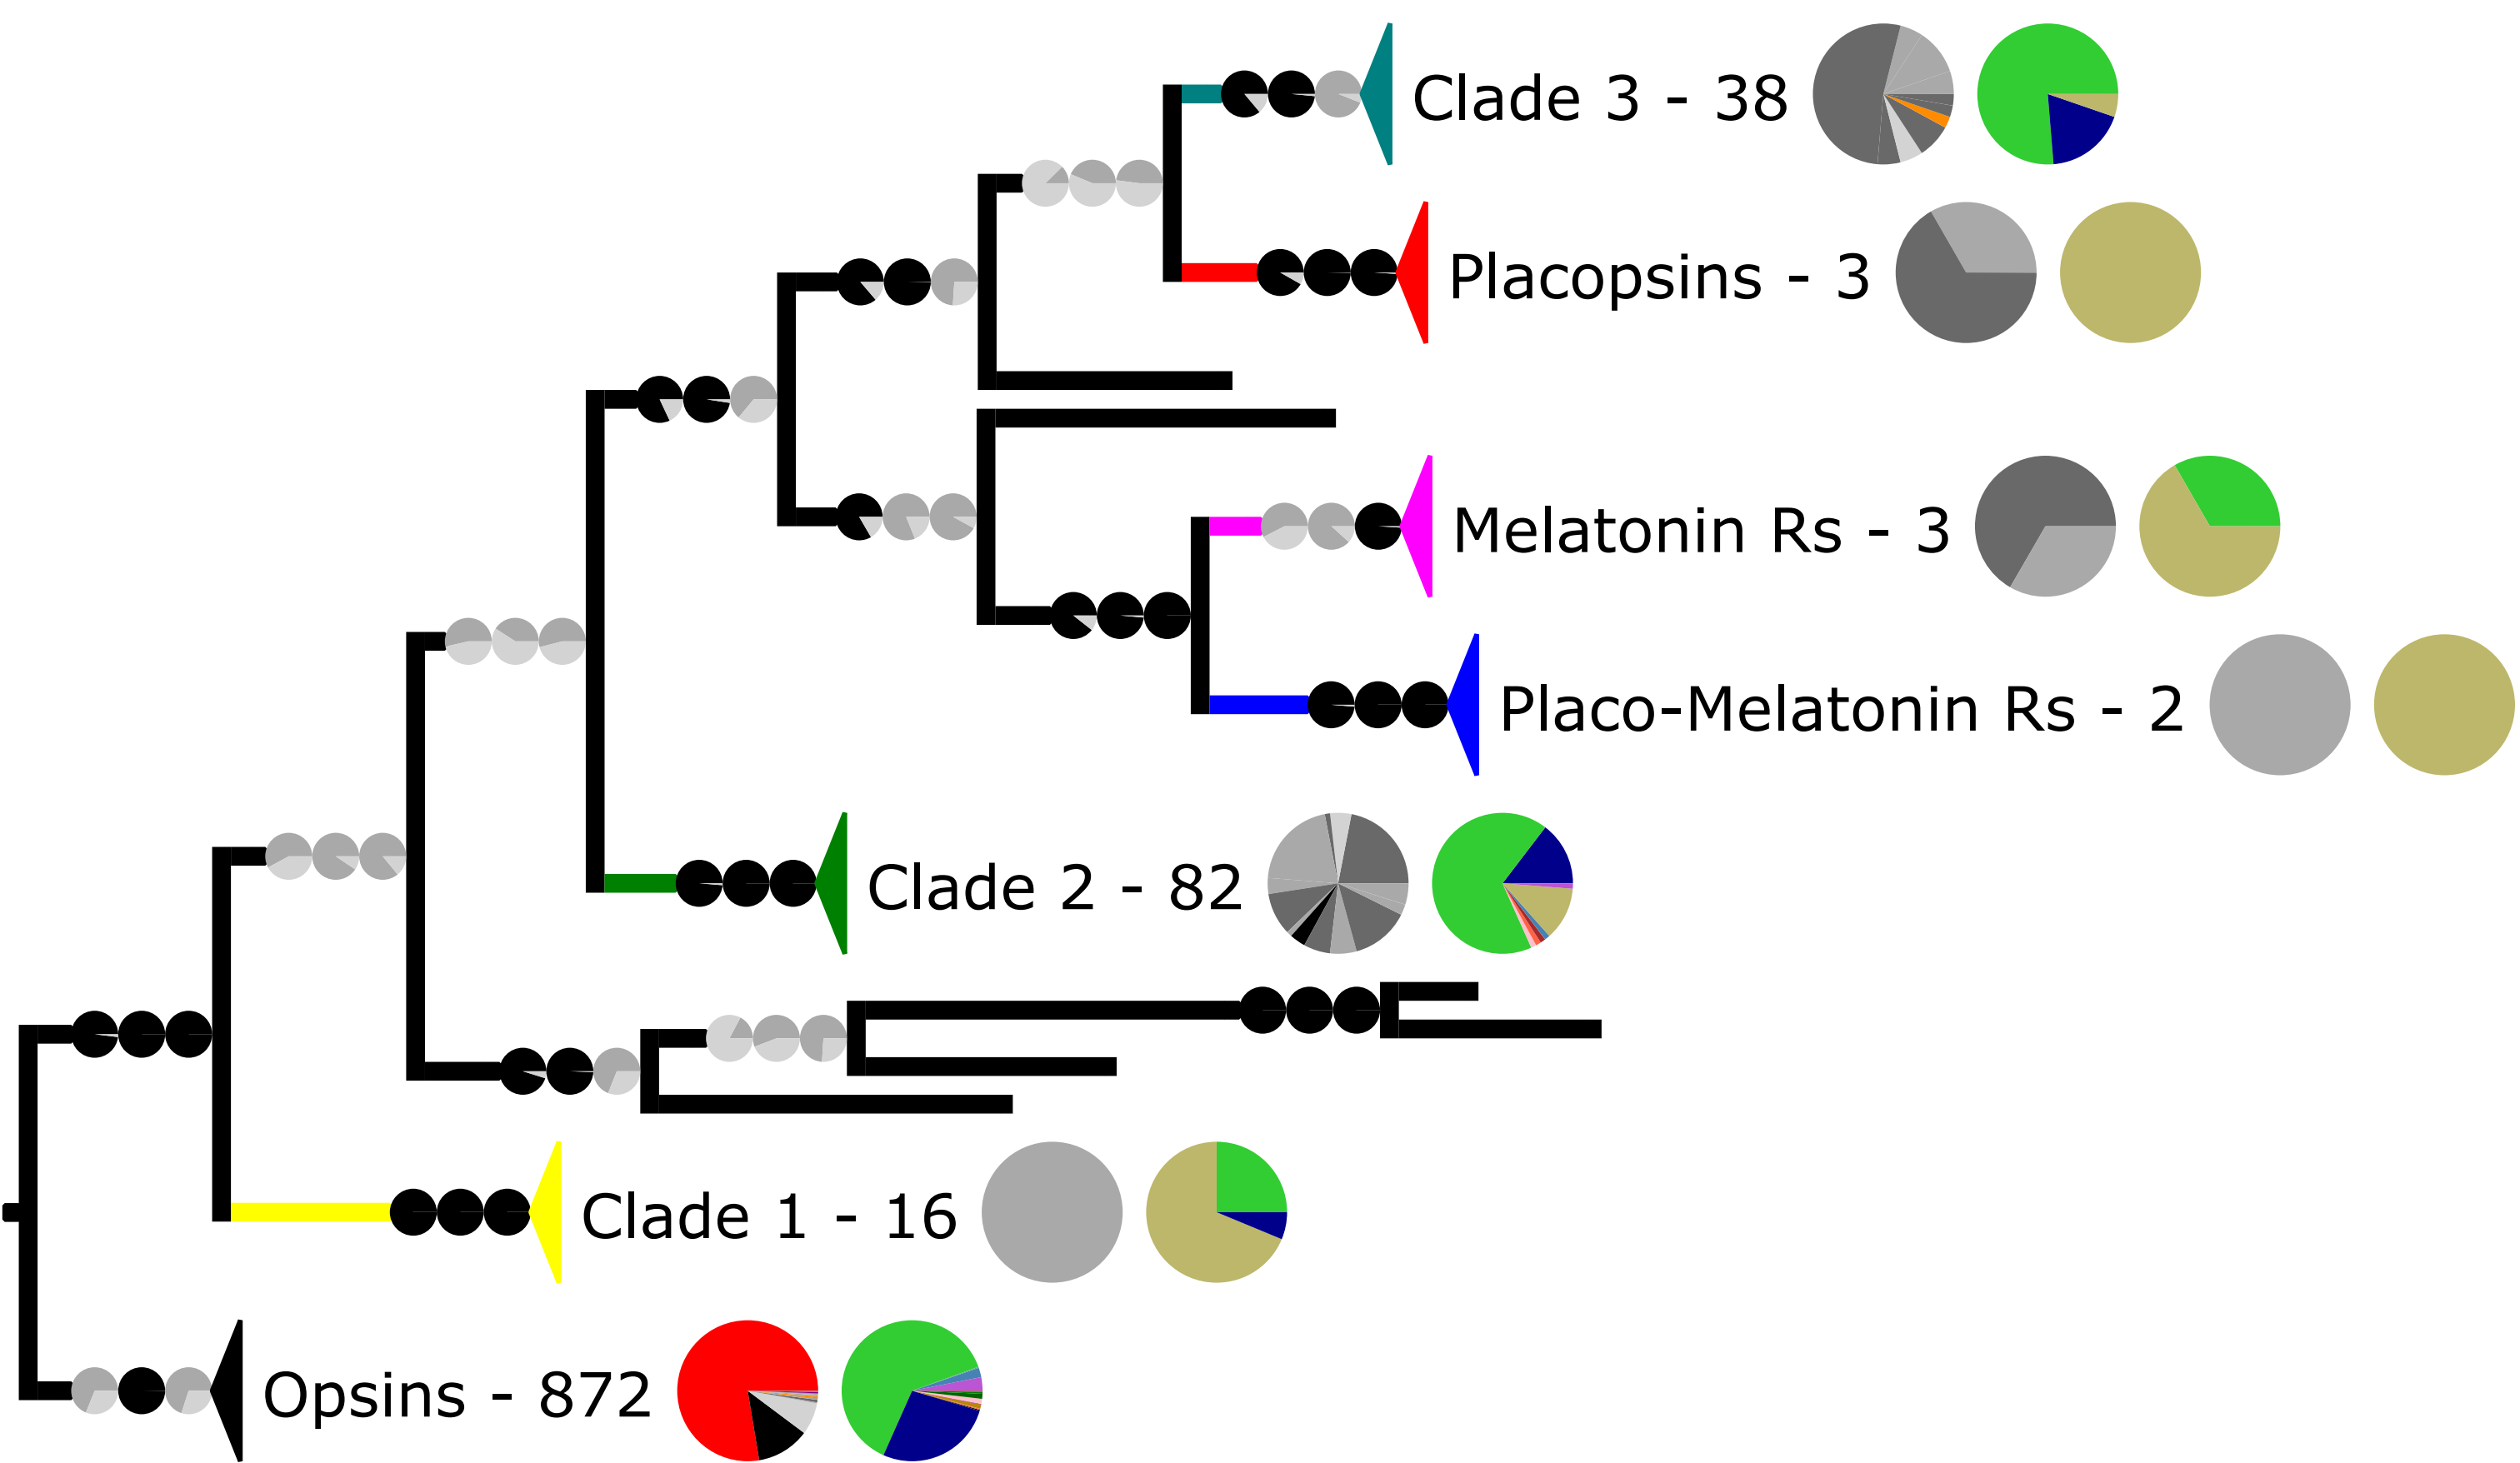 Clade 3 - 38
Placopsins - 3
Melatonin Rs - 3
Placo-Melatonin Rs - 2
Clade 2 - 82
Clade 1 - 16
Opsins - 872